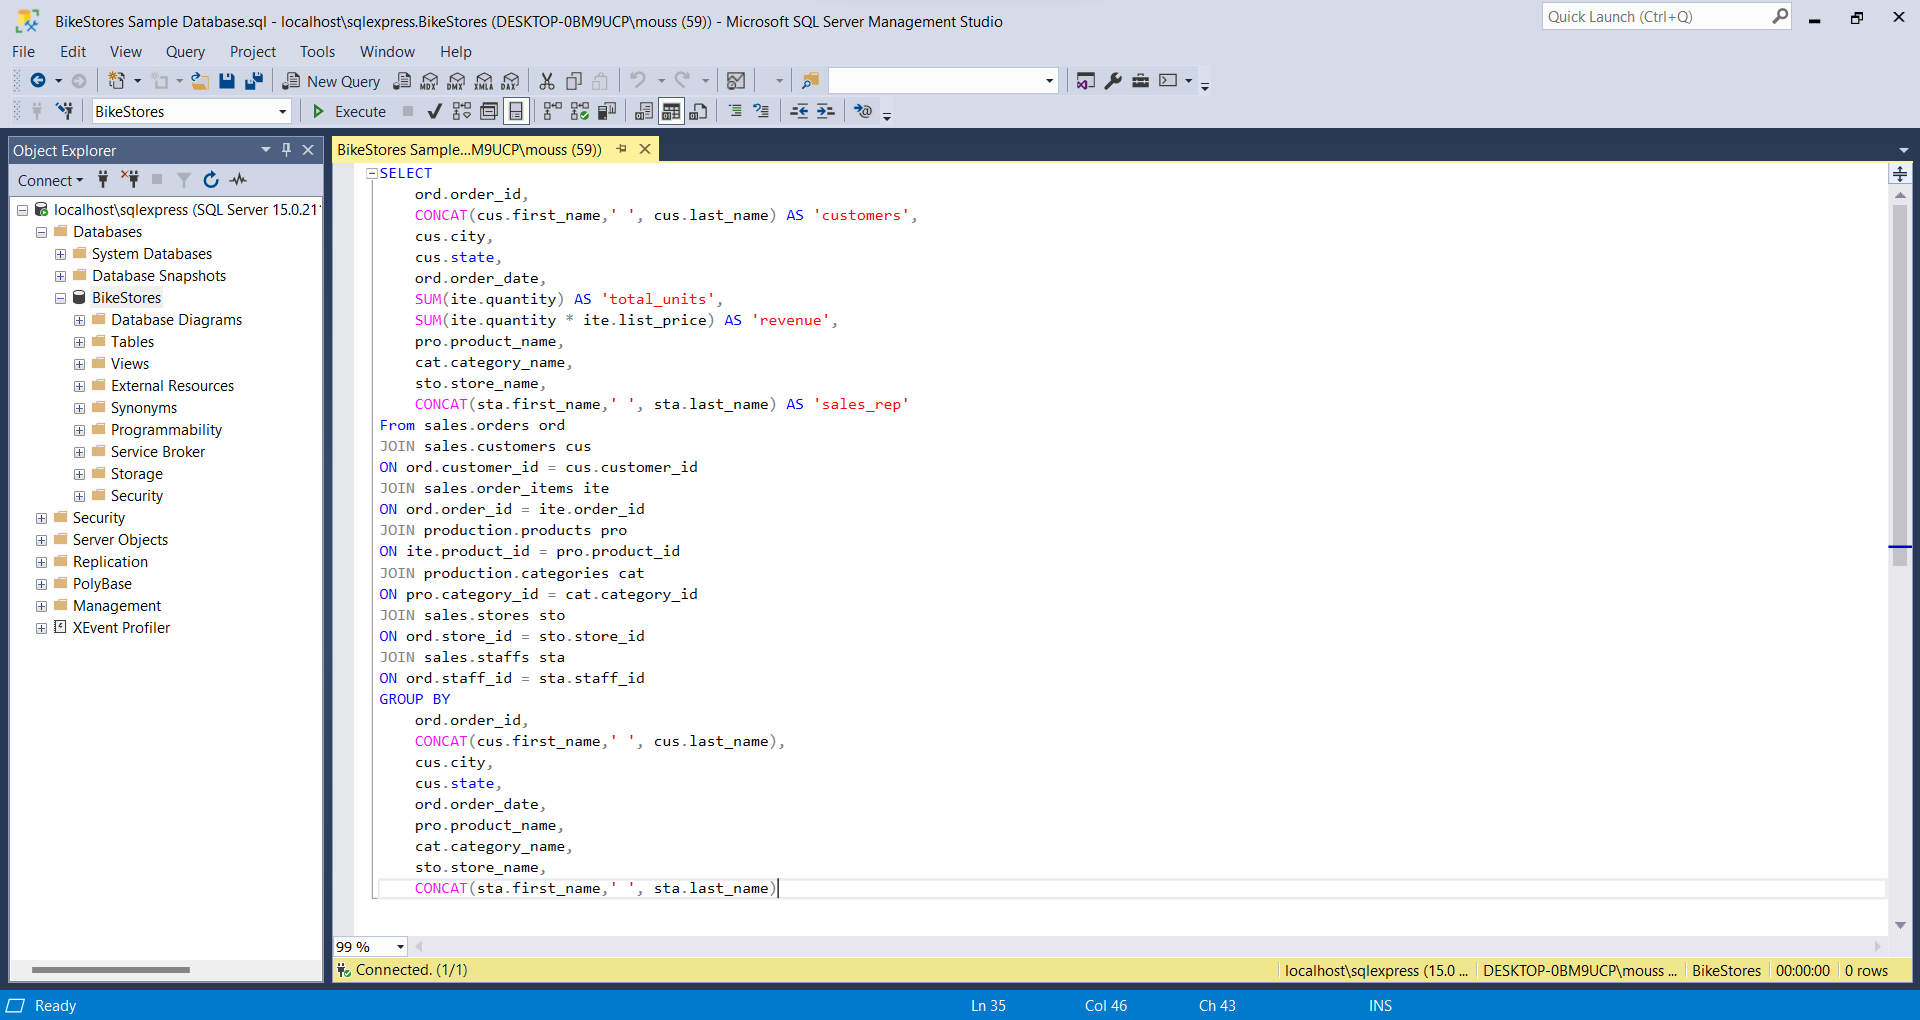 BikeStores Sample Database.sql - localhost\sqlexpress.BikeStores (DESKTOP-0BM9UCP\mouss (59)) - Microsoft SQL Server Management Studio
Quick Launch (Ctrl+Q)
File Edit View Query Project Tools Window Help
New Query MDX DMX XMLA DAX
BikeStores Execute
Object Explorer
Connect
localhost\sqlexpress (SQL Server 15.0.21
Databases
System Databases
Database Snapshots
BikeStores
Database Diagrams
Tables
Views
External Resources
Synonyms
Programmability
Service Broker
Storage
Security
Security
Server Objects
Replication
PolyBase
Management
XEvent Profiler
BikeStores Sample...M9UCP\mouss (59))
SELECT
ord.order_id,
CONCAT(cus.first_name,' ', cus.last_name) AS 'customers',
cus.city,
cus.state,
ord.order_date,
SUM(ite.quantity) AS 'total_units',
SUM(ite.quantity * ite.list_price) AS 'revenue',
pro.product_name,
cat.category_name,
sto.store_name,
CONCAT(sta.first_name,' ', sta.last_name) AS 'sales_rep'
From sales.orders ord
JOIN sales.customers cus
ON ord.customer_id = cus.customer_id
JOIN sales.order_items ite
ON ord.order_id = ite.order_id
JOIN production.products pro
ON ite.product_id = pro.product_id
JOIN production.categories cat
ON pro.category_id = cat.category_id
JOIN sales.stores sto
ON ord.store_id = sto.store_id
JOIN sales.staffs sta
ON ord.staff_id = sta.staff_id
GROUP BY
ord.order_id,
CONCAT(cus.first_name,' ', cus.last_name),
cus.city,
cus.state,
ord.order_date,
pro.product_name,
cat.category_name,
sto.store_name,
CONCAT(sta.first_name,' ', sta.last_name)
99 %
Connected. (1/1)
localhost\sqlexpress (15.0 ... DESKTOP-0BM9UCP\mouss ... BikeStores 00:00:00 0 rows
Ready Ln 35 Col 46 Ch 43 INS